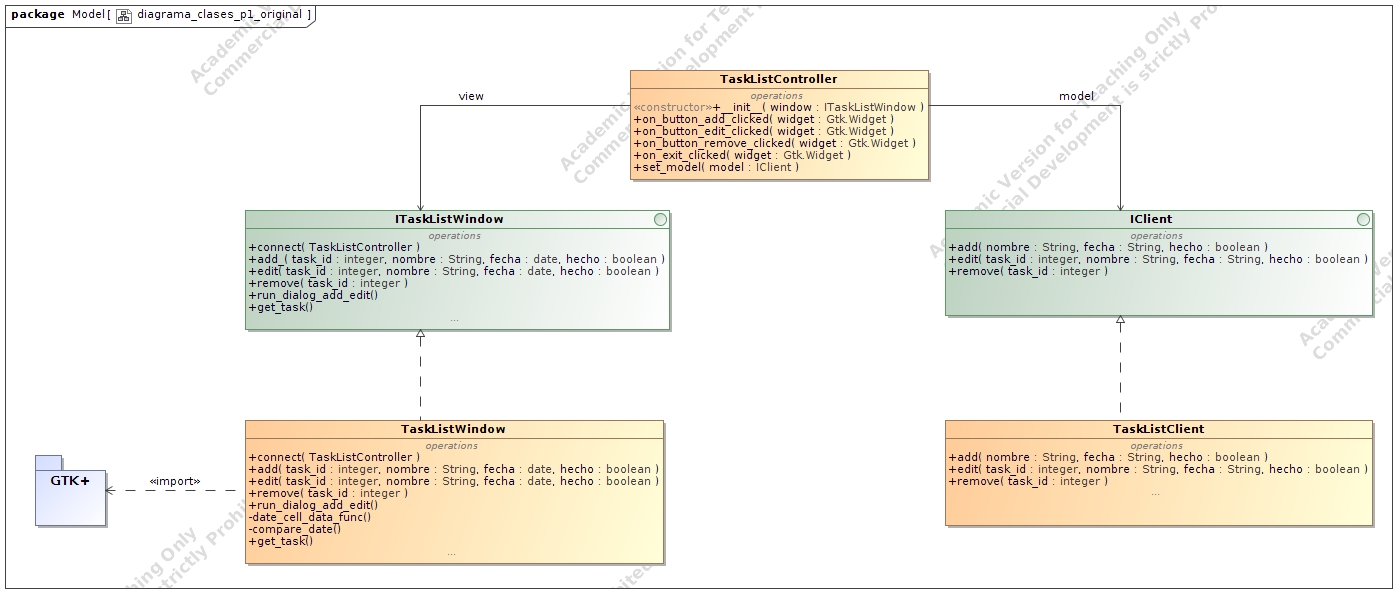 package Model[ diagrama_clases_p1_original ]
TaskListController
operations
«constructor»+__init__( window : ITaskListWindow )
+on_button_add_clicked( widget : Gtk.Widget )
+on_button_edit_clicked( widget : Gtk.Widget )
+on_button_remove_clicked( widget : Gtk.Widget )
+on_exit_clicked( widget : Gtk.Widget )
+set_model( model : IClient )
view
model
ITaskListWindow
operations
+connect( TaskListController )
+add_( task_id : integer, nombre : String, fecha : date, hecho : boolean )
+edit( task_id : integer, nombre : String, fecha : date, hecho : boolean )
+remove( task_id : integer )
+run_dialog_add_edit()
+get_task()
...
IClient
operations
+add( nombre : String, fecha : String, hecho : boolean )
+edit( task_id : integer, nombre : String, fecha : String, hecho : boolean )
+remove( task_id : integer )
TaskListWindow
operations
+connect( TaskListController )
+add( task_id : integer, nombre : String, fecha : date, hecho : boolean )
+edit( task_id : integer, nombre : String, fecha : date, hecho : boolean )
+remove( task_id : integer )
+run_dialog_add_edit()
-date_cell_data_func()
-compare_date()
+get_task()
...
TaskListClient
operations
+add( nombre : String, fecha : String, hecho : boolean )
+edit( task_id : integer, nombre : String, fecha : String, hecho : boolean )
+remove( task_id : integer )
...
GTK+
«import»
Academic Version for Teaching Only
Commercial Development is strictly